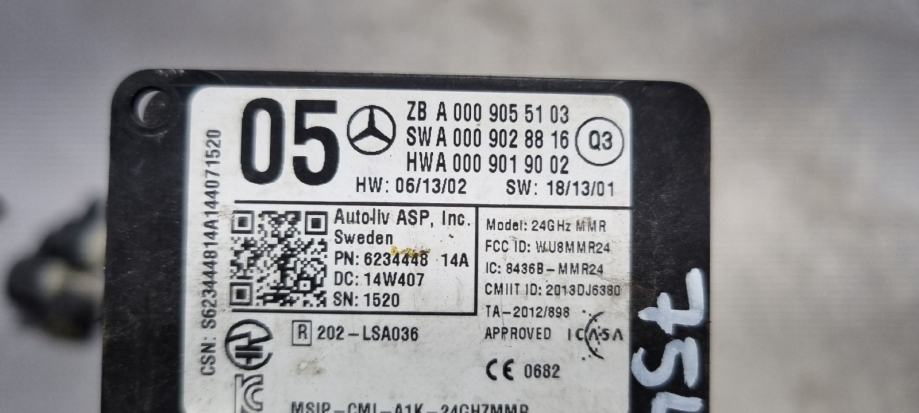 05
ZB A 000 905 51 03
SW A 000 902 88 16
HW A 000 901 90 02
Q3
HW: 06/13/02 SW: 18/13/01
CSN: S6234444814A144071520
Autoliv ASP, Inc.
Sweden
PN: 6234448 14A
DC: 14W407
SN: 1520
Model: 24GHz MMR
FCC ID: WU8MMR24
IC: 8436B-MMR24
CMIIT ID: 2013DJ6380
TA-2012/898
APPROVED ICASA
R 202-LSA036
CE 0682
MSIP-CMI-A1K-24GHZMMR